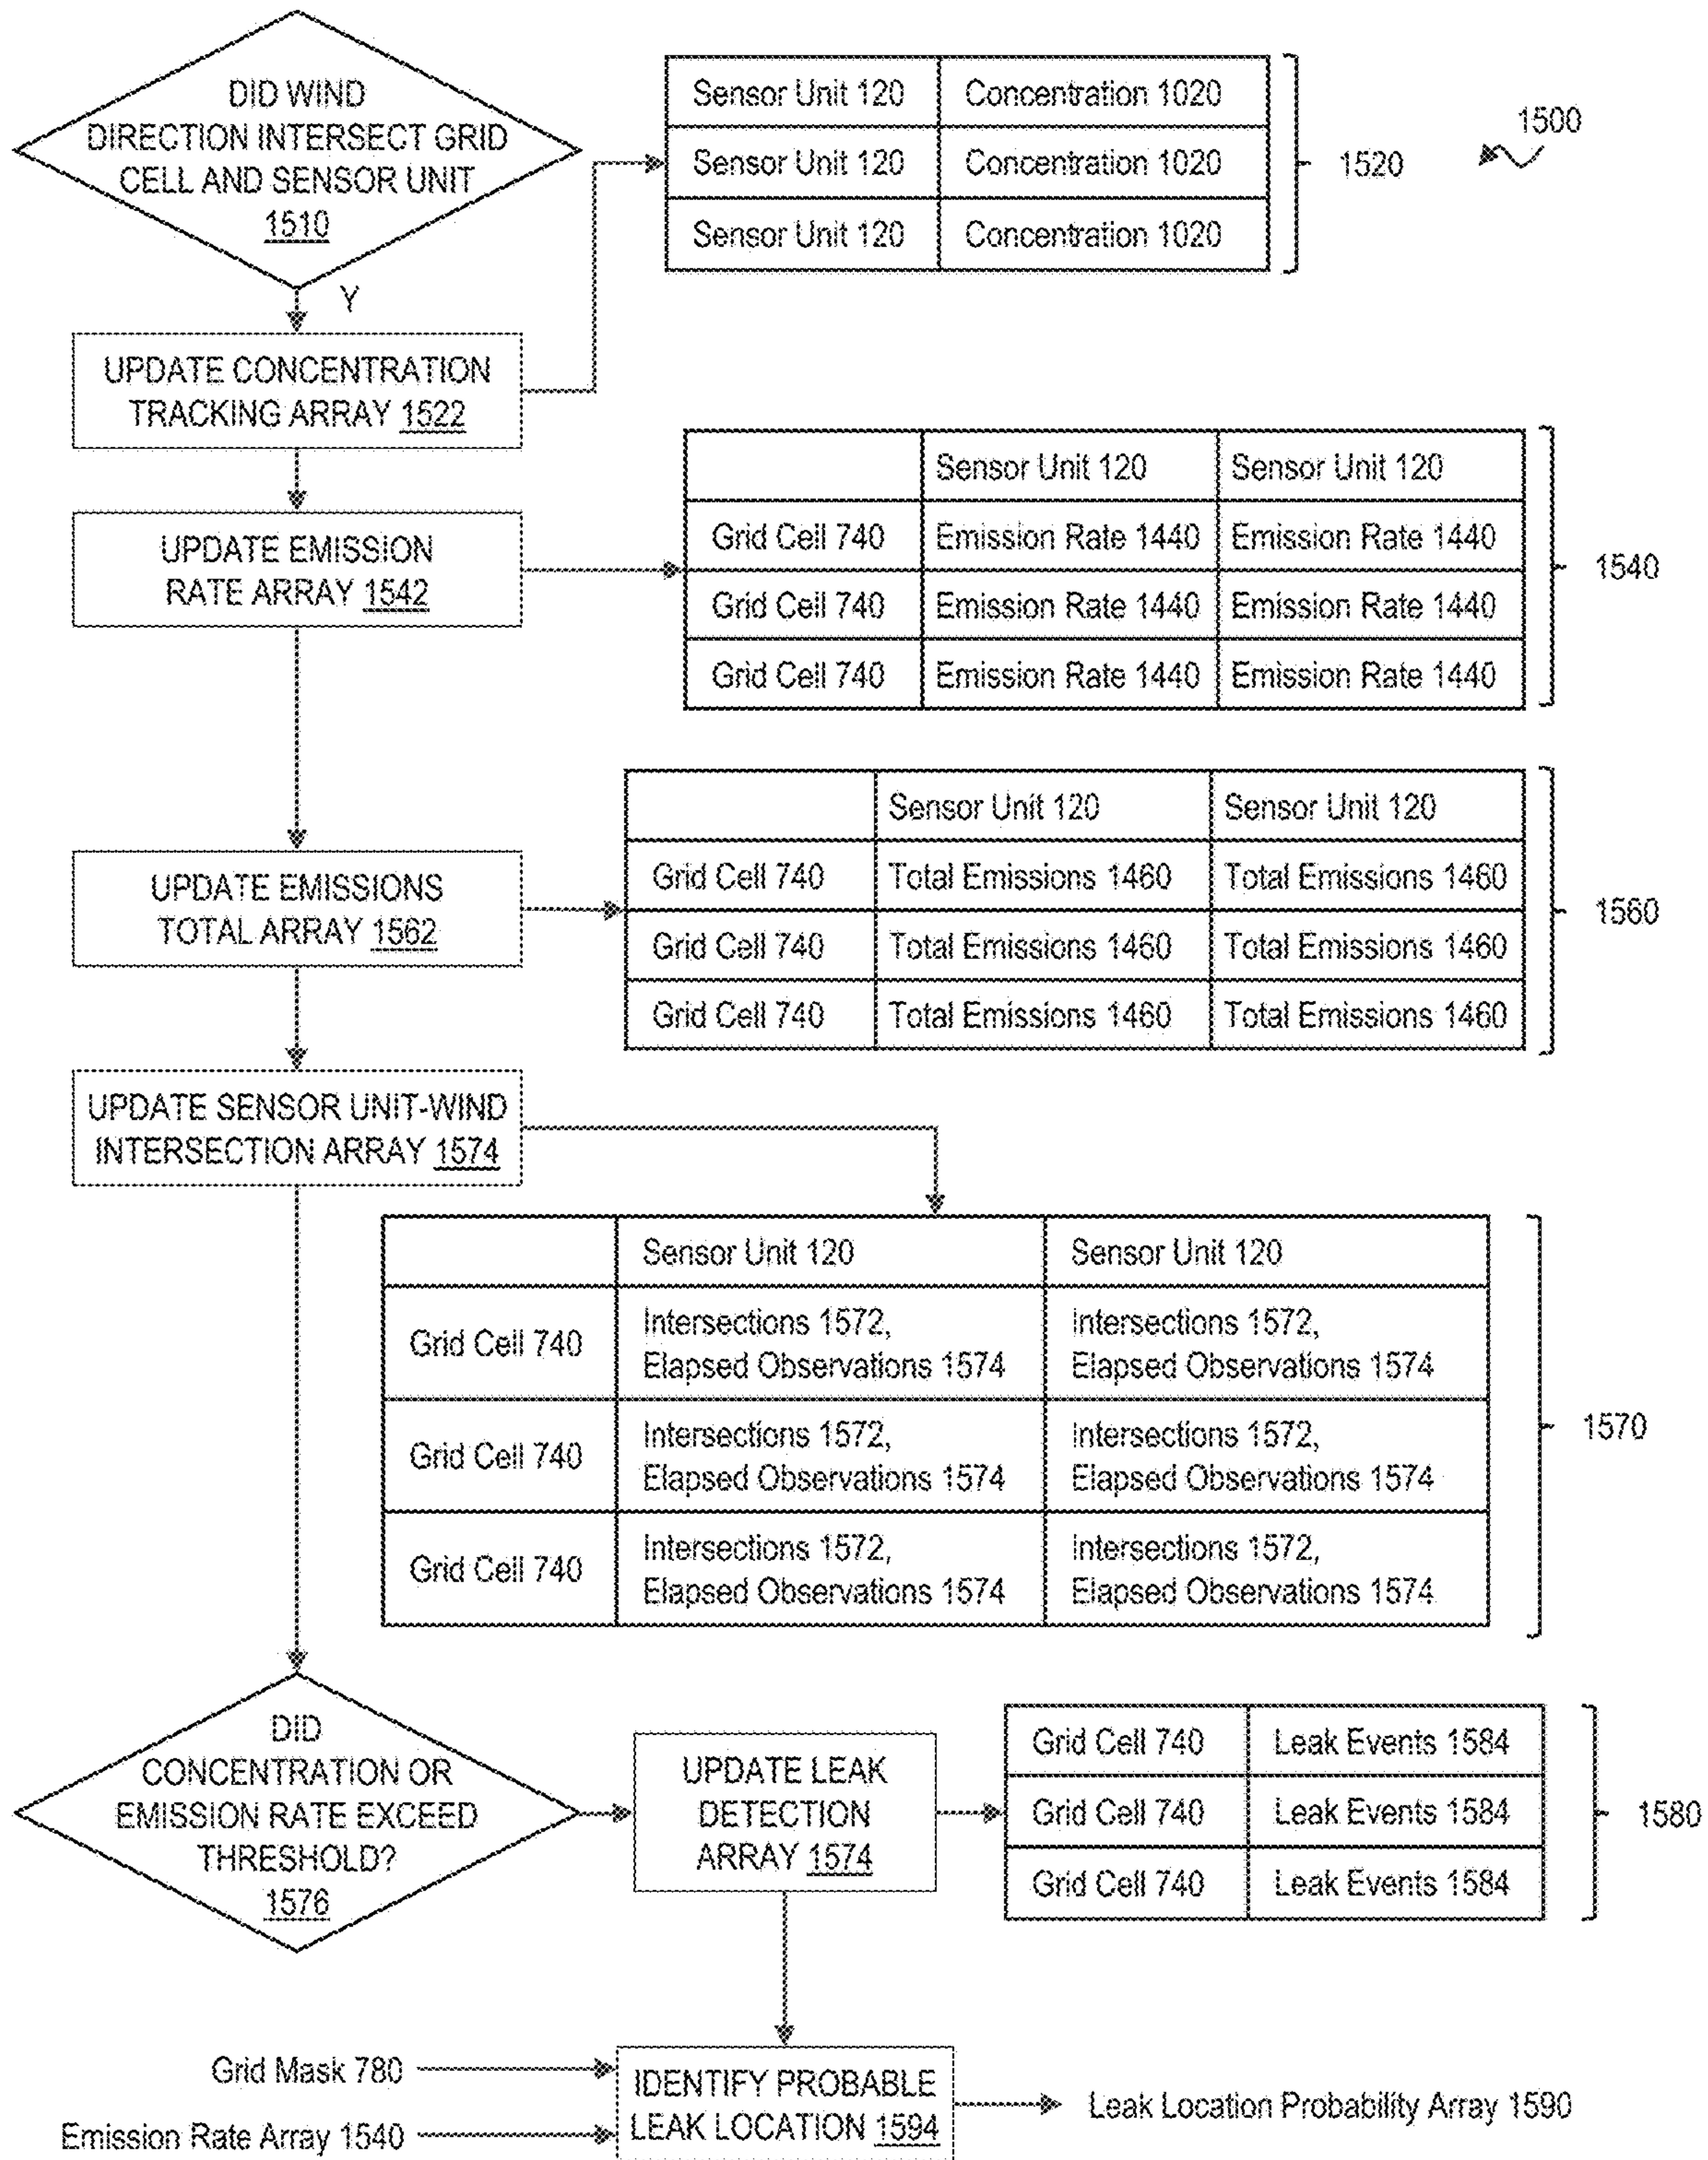 DID WIND
DIRECTION INTERSECT GRID
CELL AND SENSOR UNIT
1510
Y
Sensor Unit 120 Concentration 1020
Sensor Unit 120 Concentration 1020
Sensor Unit 120 Concentration 1020
1520
1500
UPDATE CONCENTRATION
TRACKING ARRAY 1522
UPDATE EMISSION
RATE ARRAY 1542
Sensor Unit 120 Sensor Unit 120
Grid Cell 740 Emission Rate 1440 Emission Rate 1440
Grid Cell 740 Emission Rate 1440 Emission Rate 1440
Grid Cell 740 Emission Rate 1440 Emission Rate 1440
1540
UPDATE EMISSIONS
TOTAL ARRAY 1562
Sensor Unit 120 Sensor Unit 120
Grid Cell 740 Total Emissions 1460 Total Emissions 1460
Grid Cell 740 Total Emissions 1460 Total Emissions 1460
Grid Cell 740 Total Emissions 1460 Total Emissions 1460
1560
UPDATE SENSOR UNIT-WIND
INTERSECTION ARRAY 1574
Sensor Unit 120 Sensor Unit 120
Grid Cell 740
Intersections 1572,
Elapsed Observations 1574
Intersections 1572,
Elapsed Observations 1574
Grid Cell 740
Intersections 1572,
Elapsed Observations 1574
Intersections 1572,
Elapsed Observations 1574
Grid Cell 740
Intersections 1572,
Elapsed Observations 1574
Intersections 1572,
Elapsed Observations 1574
1570
DID
CONCENTRATION OR
EMISSION RATE EXCEED
THRESHOLD?
1576
UPDATE LEAK
DETECTION
ARRAY 1574
Grid Cell 740 Leak Events 1584
Grid Cell 740 Leak Events 1584
Grid Cell 740 Leak Events 1584
1580
Grid Mask 780
Emission Rate Array 1540
IDENTIFY PROBABLE
LEAK LOCATION 1594
Leak Location Probability Array 1590